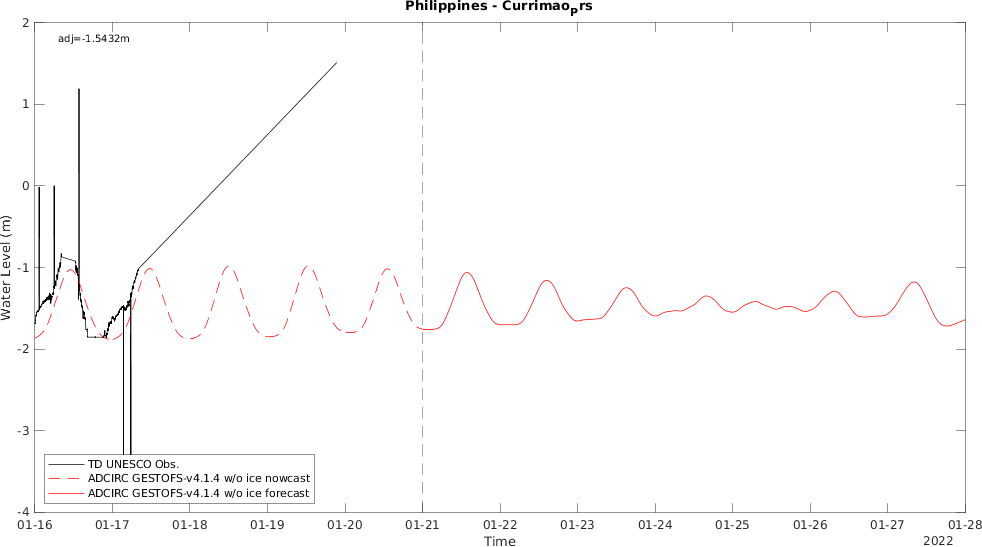 Philippines - Currimaoprs
adj=-1.5432m
2
1
0
-1
-2
-3
-4
Water Level (m)
TD UNESCO Obs.
ADCIRC GESTOFS-v4.1.4 w/o ice nowcast
ADCIRC GESTOFS-v4.1.4 w/o ice forecast
01-16 01-17 01-18 01-19 01-20 01-21 01-22 01-23 01-24 01-25 01-26 01-27 01-28
Time
2022